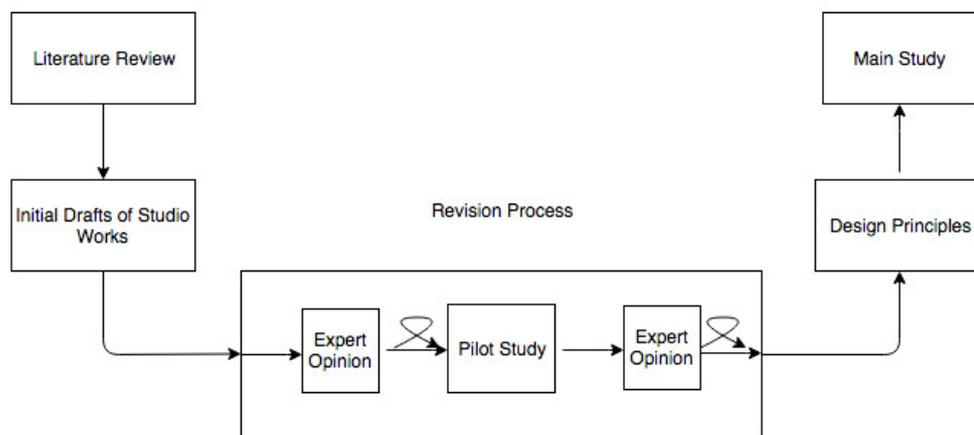 Literature Review
Initial Drafts of Studio
Works
Revision Process
Expert
Opinion
Pilot Study
Expert
Opinion
Design Principles
Main Study